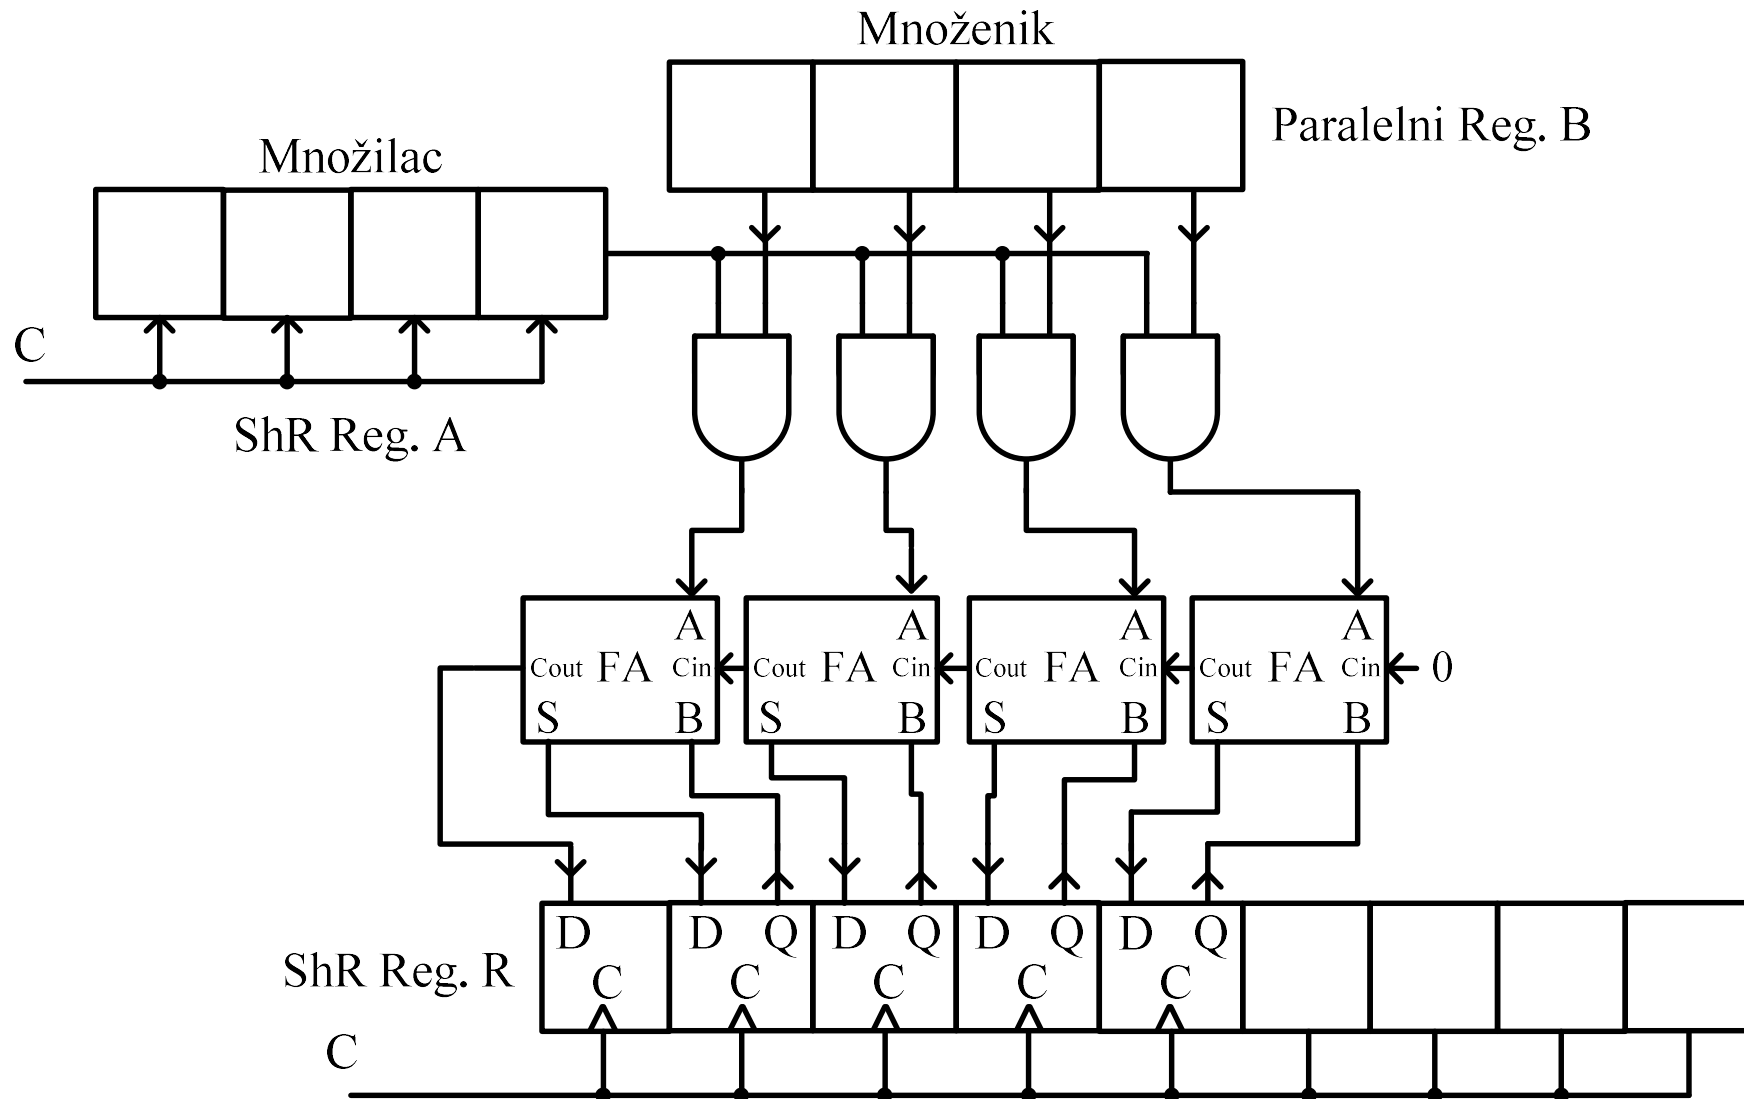 Množenik
Paralelni Reg. B
Množilac
C
ShR Reg. A
A A A A
Cout FA Cin Cout FA Cin Cout FA Cin Cout FA Cin 0
S B S B S B S B
D D Q D Q D Q D Q
ShR Reg. R
C C C C C
C